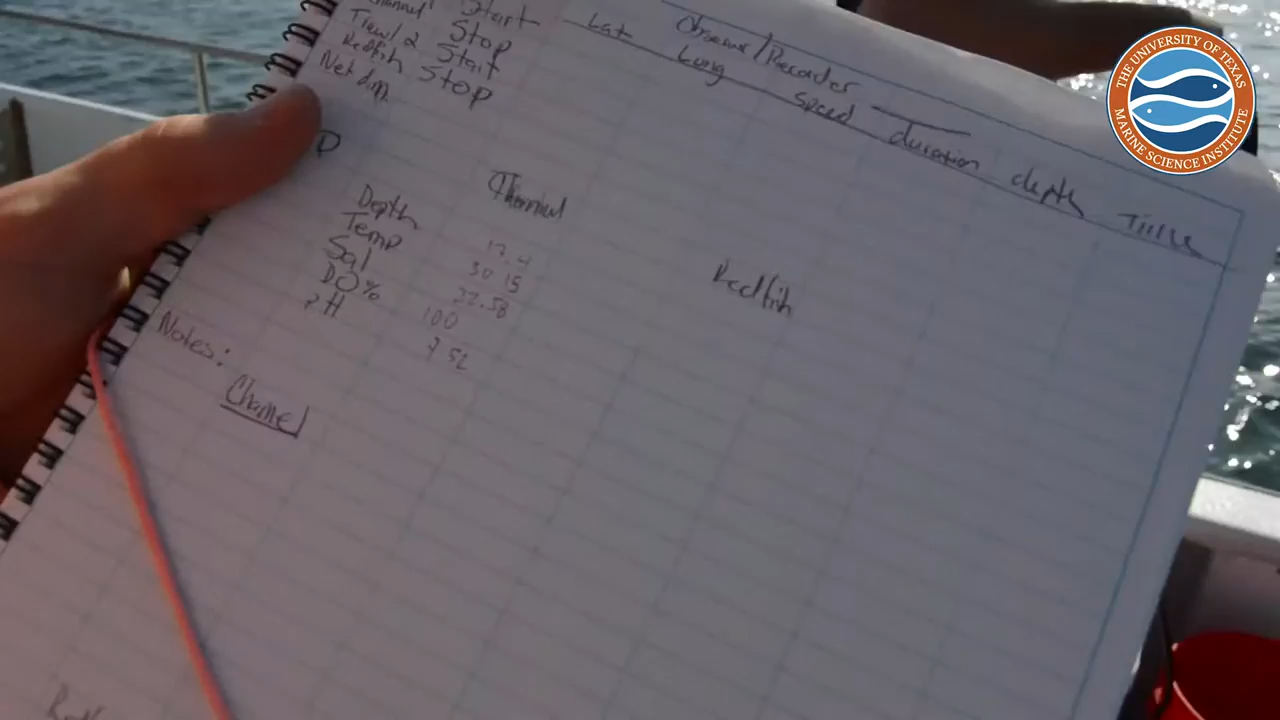 Start
Trawl 2 Stop
Redfish Start
Net dim Stop
Observer/Recorder
Lat Long Speed duration depth Time
Channel Redfish
Depth 17.4
Temp 30.15
Sal 22.58
DO% 100
pH 7.52
Notes:
Channel
THE UNIVERSITY OF TEXAS
MARINE SCIENCE INSTITUTE